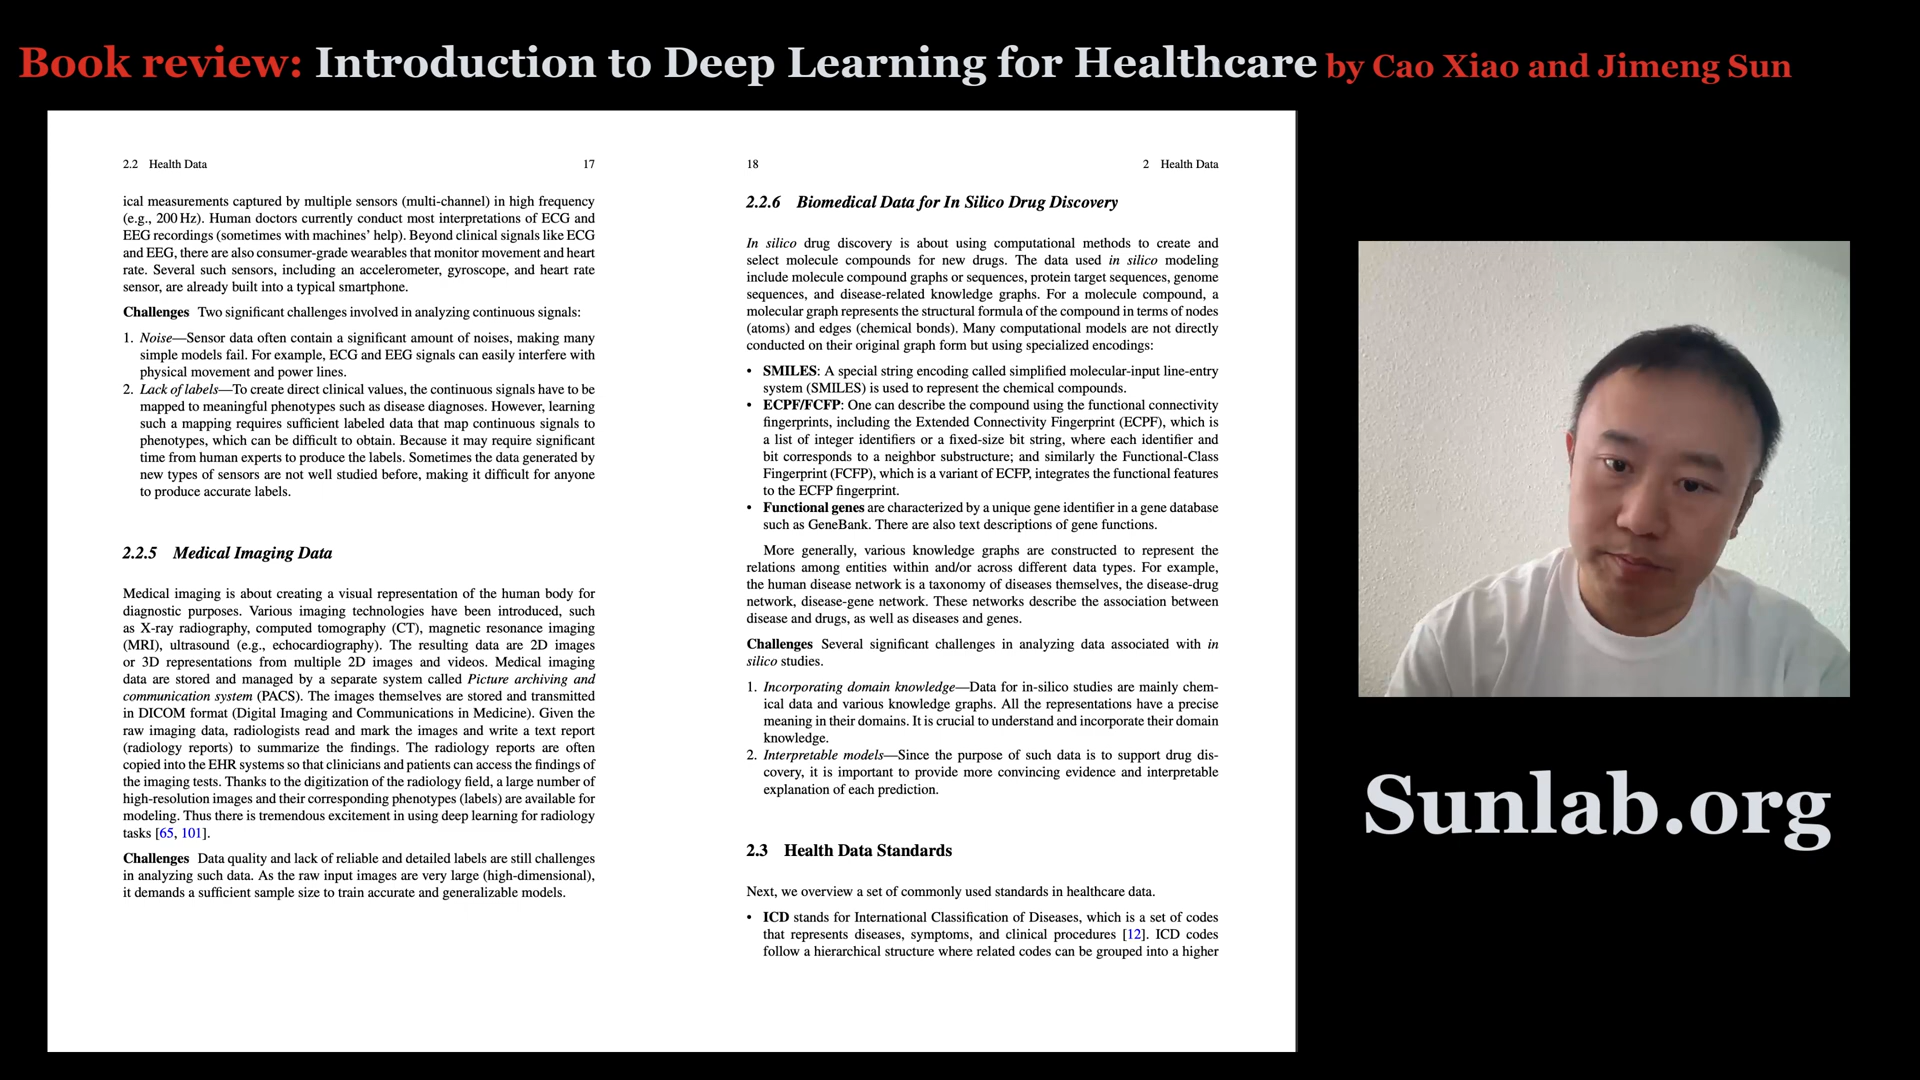 Book review: Introduction to Deep Learning for Healthcare by Cao Xiao and Jimeng Sun
2.2 Health Data 17
ical measurements captured by multiple sensors (multi-channel) in high frequency
(e.g., 200 Hz). Human doctors currently conduct most interpretations of ECG and
EEG recordings (sometimes with machines' help). Beyond clinical signals like ECG
and EEG, there are also consumer-grade wearables that monitor movement and heart
rate. Several such sensors, including an accelerometer, gyroscope, and heart rate
sensor, are already built into a typical smartphone.
Challenges Two significant challenges involved in analyzing continuous signals:
1. Noise—Sensor data often contain a significant amount of noises, making many
simple models fail. For example, ECG and EEG signals can easily interfere with
physical movement and power lines.
2. Lack of labels—To create direct clinical values, the continuous signals have to be
mapped to meaningful phenotypes such as disease diagnoses. However, learning
such a mapping requires sufficient labeled data that map continuous signals to
phenotypes, which can be difficult to obtain. Because it may require significant
time from human experts to produce the labels. Sometimes the data generated by
new types of sensors are not well studied before, making it difficult for anyone
to produce accurate labels.
2.2.5 Medical Imaging Data
Medical imaging is about creating a visual representation of the human body for
diagnostic purposes. Various imaging technologies have been introduced, such
as X-ray radiography, computed tomography (CT), magnetic resonance imaging
(MRI), ultrasound (e.g., echocardiography). The resulting data are 2D images
or 3D representations from multiple 2D images and videos. Medical imaging
data are stored and managed by a separate system called Picture archiving and
communication system (PACS). The images themselves are stored and transmitted
in DICOM format (Digital Imaging and Communications in Medicine). Given the
raw imaging data, radiologists read and mark the images and write a text report
(radiology reports) to summarize the findings. The radiology reports are often
copied into the EHR systems so that clinicians and patients can access the findings of
the imaging tests. Thanks to the digitization of the radiology field, a large number of
high-resolution images and their corresponding phenotypes (labels) are available for
modeling. Thus there is tremendous excitement in using deep learning for radiology
tasks [65, 101].
Challenges Data quality and lack of reliable and detailed labels are still challenges
in analyzing such data. As the raw input images are very large (high-dimensional),
it demands a sufficient sample size to train accurate and generalizable models.
18 2 Health Data
2.2.6 Biomedical Data for In Silico Drug Discovery
In silico drug discovery is about using computational methods to create and
select molecule compounds for new drugs. The data used in silico modeling
include molecule compound graphs or sequences, protein target sequences, genome
sequences, and disease-related knowledge graphs. For a molecule compound, a
molecular graph represents the structural formula of the compound in terms of nodes
(atoms) and edges (chemical bonds). Many computational models are not directly
conducted on their original graph form but using specialized encodings:
• SMILES: A special string encoding called simplified molecular-input line-entry
system (SMILES) is used to represent the chemical compounds.
• ECPF/FCFP: One can describe the compound using the functional connectivity
fingerprints, including the Extended Connectivity Fingerprint (ECPF), which is
a list of integer identifiers or a fixed-size bit string, where each identifier and
bit corresponds to a neighbor substructure; and similarly the Functional-Class
Fingerprint (FCFP), which is a variant of ECFP, integrates the functional features
to the ECFP fingerprint.
• Functional genes are characterized by a unique gene identifier in a gene database
such as GeneBank. There are also text descriptions of gene functions.
More generally, various knowledge graphs are constructed to represent the
relations among entities within and/or across different data types. For example,
the human disease network is a taxonomy of diseases themselves, the disease-drug
network, disease-gene network. These networks describe the association between
disease and drugs, as well as diseases and genes.
Challenges Several significant challenges in analyzing data associated with in
silico studies.
1. Incorporating domain knowledge—Data for in-silico studies are mainly chem-
ical data and various knowledge graphs. All the representations have a precise
meaning in their domains. It is crucial to understand and incorporate their domain
knowledge.
2. Interpretable models—Since the purpose of such data is to support drug dis-
covery, it is important to provide more convincing evidence and interpretable
explanation of each prediction.
2.3 Health Data Standards
Next, we overview a set of commonly used standards in healthcare data.
• ICD stands for International Classification of Diseases, which is a set of codes
that represents diseases, symptoms, and clinical procedures [12]. ICD codes
follow a hierarchical structure where related codes can be grouped into a higher
Sunlab.org